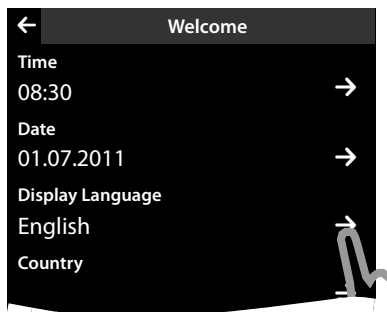 Welcome
Time
08:30
Date
01.07.2011
Display Language
English
Country